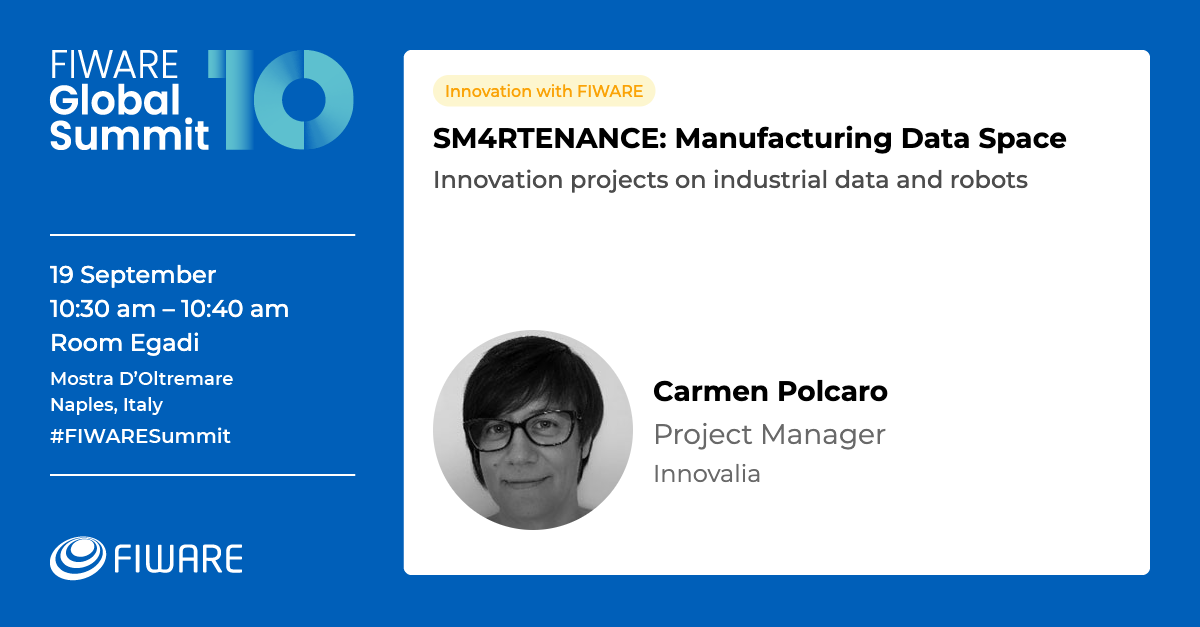 FIWARE
Global
Summit
10
19 September
10:30 am – 10:40 am
Room Egadi
Mostra D’Oltremare
Naples, Italy
#FIWARESummit
FIWARE
Innovation with FIWARE
SM4RTENANCE: Manufacturing Data Space
Innovation projects on industrial data and robots
Carmen Polcaro
Project Manager
Innovalia